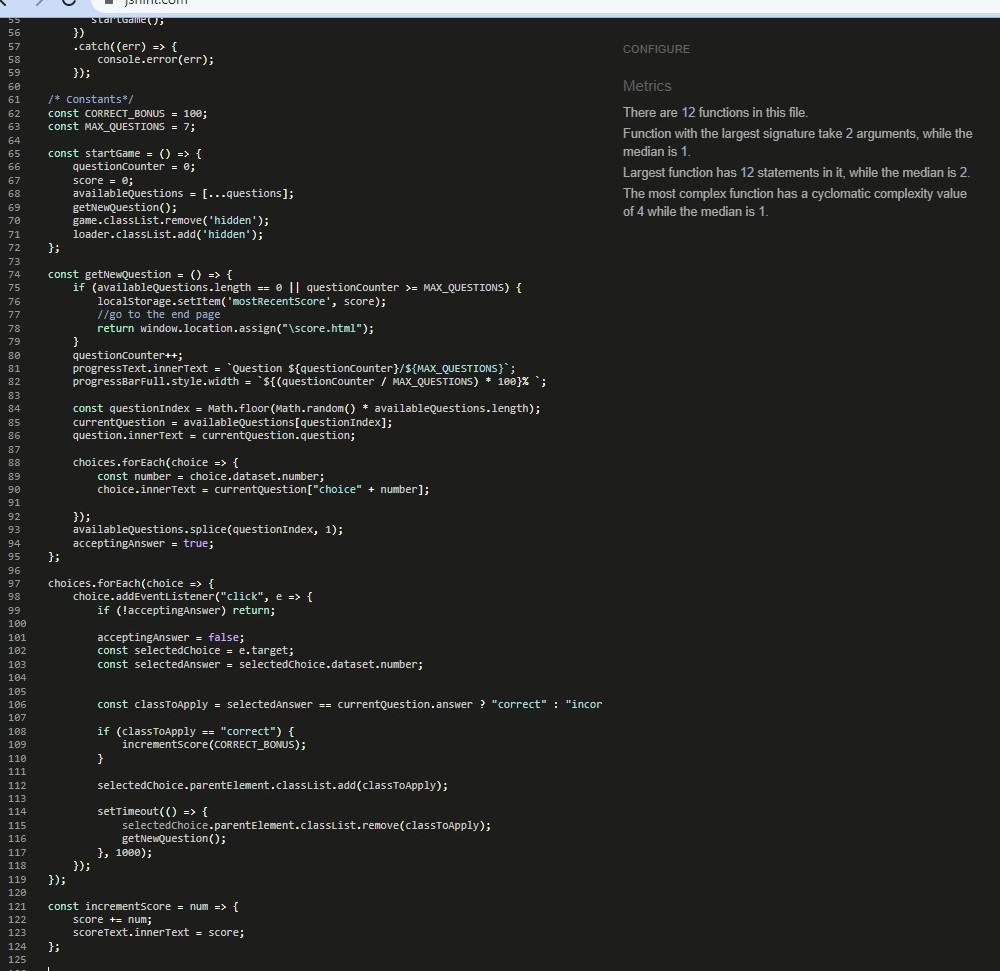 jshint.com
55 startGame();
56 })
57 .catch((err) => {
58 console.error(err);
59 });
60
61 /* Constants*/
62 const CORRECT_BONUS = 100;
63 const MAX_QUESTIONS = 7;
64
65 const startGame = () => {
66 questionCounter = 0;
67 score = 0;
68 availableQuestions = [...questions];
69 getNewQuestion();
70 game.classList.remove('hidden');
71 loader.classList.add('hidden');
72 };
73
74 const getNewQuestion = () => {
75 if (availableQuestions.length == 0 || questionCounter >= MAX_QUESTIONS) {
76 localStorage.setItem('mostRecentScore', score);
77 //go to the end page
78 return window.location.assign("\score.html");
79 }
80 questionCounter++;
81 progressText.innerText = `Question ${questionCounter}/${MAX_QUESTIONS}`;
82 progressBarFull.style.width = `${(questionCounter / MAX_QUESTIONS) * 100}% `;
83
84 const questionIndex = Math.floor(Math.random() * availableQuestions.length);
85 currentQuestion = availableQuestions[questionIndex];
86 question.innerText = currentQuestion.question;
87
88 choices.forEach(choice => {
89 const number = choice.dataset.number;
90 choice.innerText = currentQuestion["choice" + number];
91
92 });
93 availableQuestions.splice(questionIndex, 1);
94 acceptingAnswer = true;
95 };
96
97 choices.forEach(choice => {
98 choice.addEventListener("click", e => {
99 if (!acceptingAnswer) return;
100
101 acceptingAnswer = false;
102 const selectedChoice = e.target;
103 const selectedAnswer = selectedChoice.dataset.number;
104
105
106 const classToApply = selectedAnswer == currentQuestion.answer ? "correct" : "incor
107
108 if (classToApply == "correct") {
109 incrementScore(CORRECT_BONUS);
110 }
111
112 selectedChoice.parentElement.classList.add(classToApply);
113
114 setTimeout(() => {
115 selectedChoice.parentElement.classList.remove(classToApply);
116 getNewQuestion();
117 }, 1000);
118 });
119 });
120
121 const incrementScore = num => {
122 score += num;
123 scoreText.innerText = score;
124 };
125
CONFIGURE
Metrics
There are 12 functions in this file.
Function with the largest signature take 2 arguments, while the
median is 1.
Largest function has 12 statements in it, while the median is 2.
The most complex function has a cyclomatic complexity value
of 4 while the median is 1.